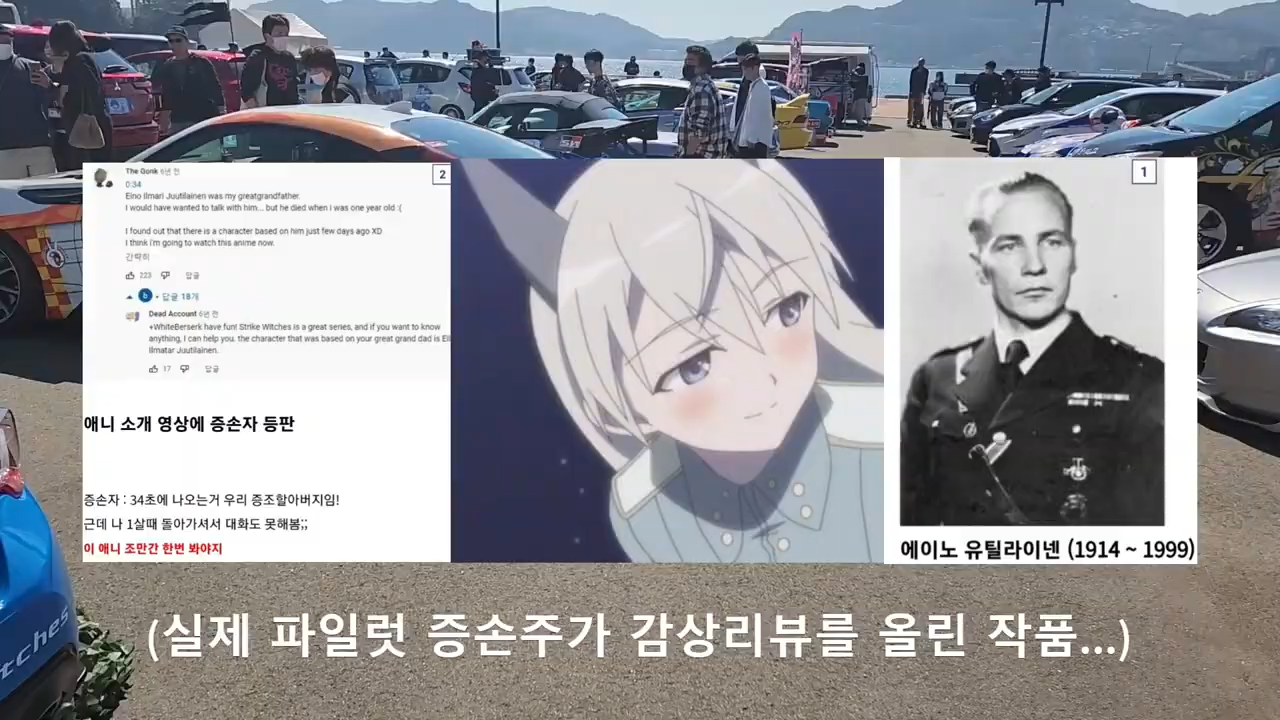 The Gonk 6년 전
0:34
Eino Ilmari Juutilainen was my greatgrandfather.
I would have wanted to talk with him... but he died when i was one year old :(
I found out that there is a character based on him just few days ago XD
I think i'm going to watch this anime now.
간략히
223 답글
b 답글 18개
Dead Account 6년 전
+WhiteBerserk have fun! Strike Witches is a great series, and if you want to know
anything, I can help you. the character that was based on your great grand dad is Eil
Ilmatar Juutilainen.
17 답글
2
애니 소개 영상에 증손자 등판
증손자 : 34초에 나오는거 우리 증조할아버지임!
근데 나 1살때 돌아가셔서 대화도 못해봄;;
이 애니 조만간 한번 봐야지
1
에이노 유틸라이넨 (1914 ~ 1999)
tches
(실제 파일럿 증손주가 감상리뷰를 올린 작품...)